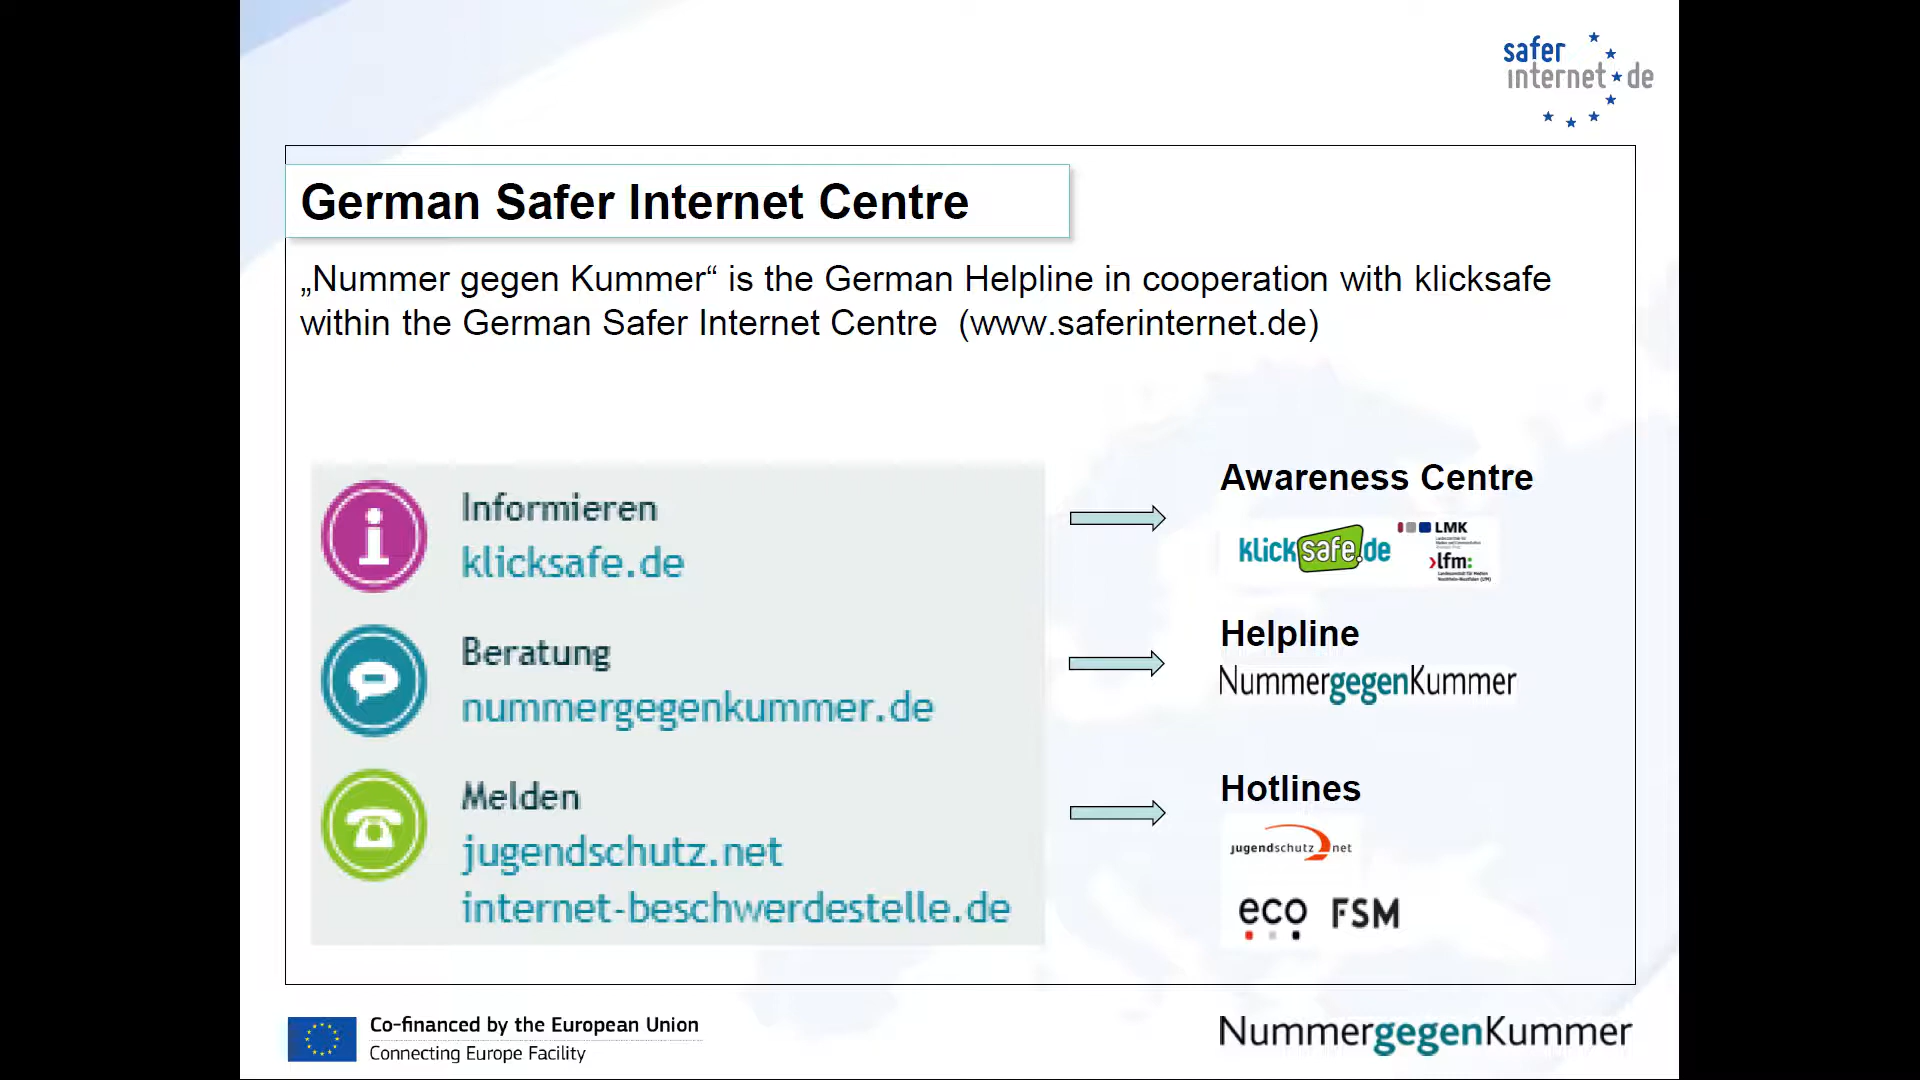 safer
internet de
German Safer Internet Centre
„Nummer gegen Kummer“ is the German Helpline in cooperation with klicksafe
within the German Safer Internet Centre (www.saferinternet.de)
Informieren
klicksafe.de
Beratung
nummergegenkummer.de
Melden
jugendschutz.net
internet-beschwerdestelle.de
Awareness Centre
klicksafe.de
LMK
lfm:
Helpline
NummergegenKummer
Hotlines
jugendschutz net
eco FSM
Co-financed by the European Union
Connecting Europe Facility
NummergegenKummer